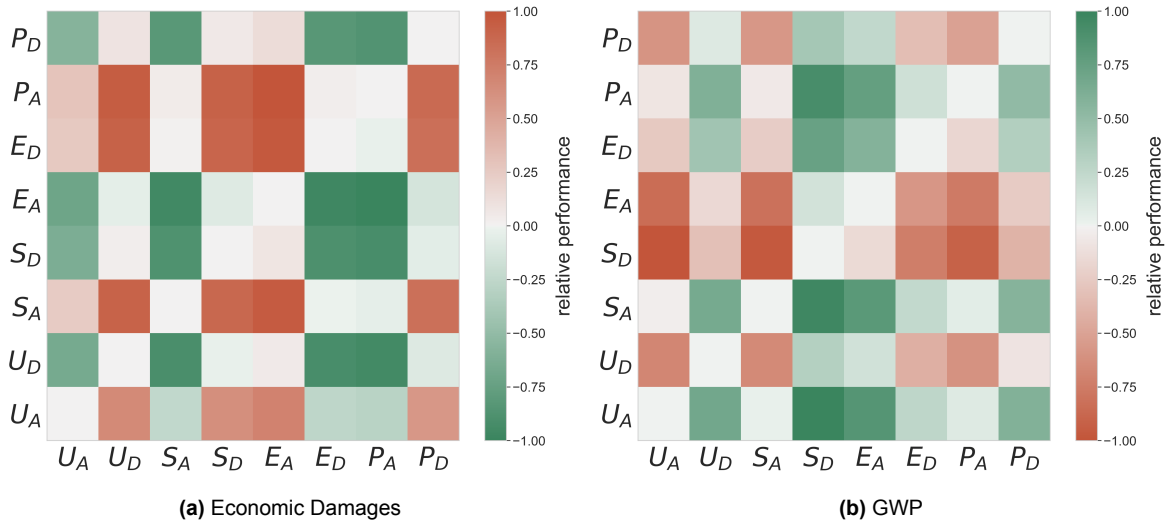 P_D
P_A
E_D
E_A
S_D
S_A
U_D
U_A
U_A U_D S_A S_D E_A E_D P_A P_D
1.00
0.75
0.50
0.25
0.00
−0.25
−0.50
−0.75
−1.00
relative performance
(a) Economic Damages
P_D
P_A
E_D
E_A
S_D
S_A
U_D
U_A
U_A U_D S_A S_D E_A E_D P_A P_D
1.00
0.75
0.50
0.25
0.00
−0.25
−0.50
−0.75
−1.00
relative performance
(b) GWP